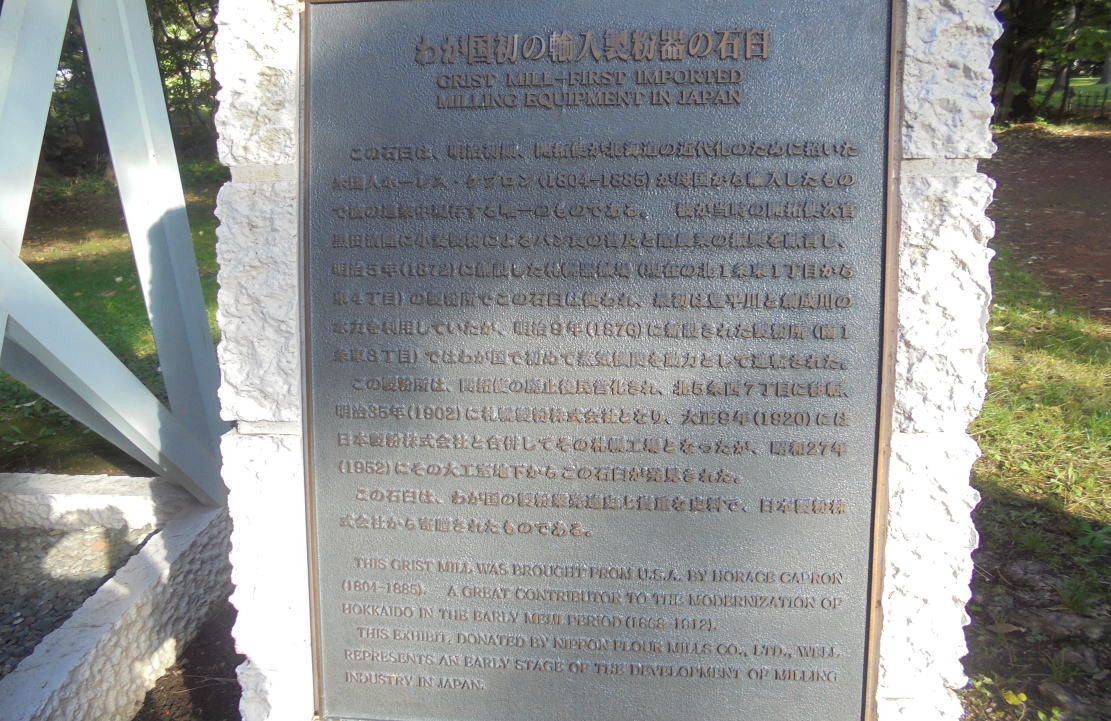 わが国初の輸入製粉器の石臼
GRIST MILL-FIRST IMPORTED
MILLING EQUIPMENT IN JAPAN
この石臼は、明治初期、開拓使が北海道の近代化のために招いた
米国人ホーレス・ケプロン(1804-1885)が母国から輸入したもの
で彼の遺品中現存する唯一のものである。 彼が当時の開拓使次官
黒田清隆に小麦製粉によるパン食の普及と
明治5年(1872)に建設した札幌器械場(現在の北1条東1丁目から
東4丁目)の製粉所でこの石臼は使われ、最初は豊平川と創成川の
水力を利用していたが、明治9年(1876)に新設された製粉所(南1
条東3丁目)ではわが国で初めて蒸気機関を動力として運転された。
この製粉所は、開拓使の廃止後民営化され、北5条西7丁目に移転、
明治35年(1902)に札幌製粉株式会社となり、大正9年(1920)には
日本製粉株式会社と合併してその札幌工場となったが、昭和27年
(1952)にその大工室地下からこの石臼が発見された。
この石臼は、わが国の製粉業発達史上貴重な史料で、日本製粉株
式会社から寄贈されたものである。
THIS GRIST MILL WAS BROUGHT FROM U.S.A. BY HORACE CAPRON
(1804-1885). A GREAT CONTRIBUTOR TO THE MODERNIZATION OF
HOKKAIDO IN THE EARLY MEIJI PERIOD (1868-1912).
THIS EXHIBIT, DONATED BY NIPPON FLOUR MILLS CO., LTD., WELL
REPRESENTS AN EARLY STAGE OF THE DEVELOPMENT OF MILLING
INDUSTRY IN JAPAN.